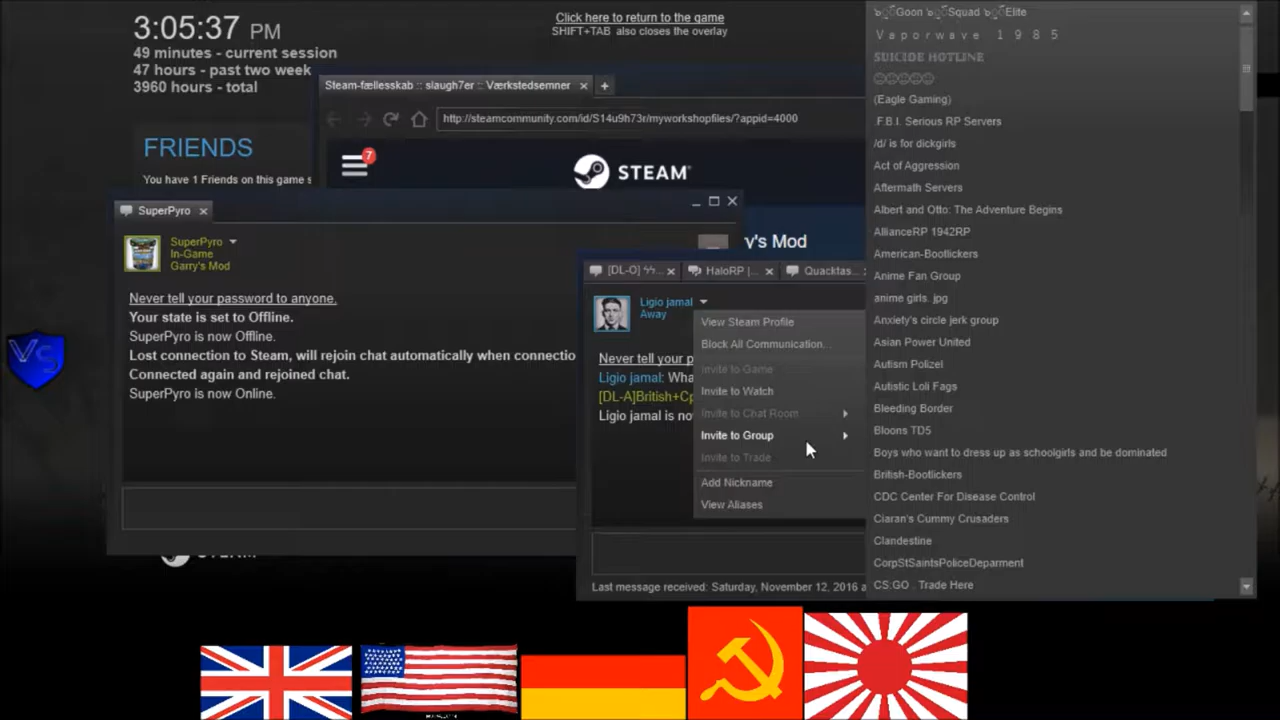 3:05:37 PM
49 minutes - current session
47 hours - past two week
3960 hours - total
Click here to return to the game
SHIFT+TAB also closes the overlay
Steam-fællesskab :: slaugh7er :: Værkstedsemner
http://steamcommunity.com/id/S14u9h73r/myworkshopfiles/?appid=4000
FRIENDS
You have 1 Friends on this game s
7
STEAM
y's Mod
SuperPyro
SuperPyro
In-Game
Garry's Mod
Never tell your password to anyone.
Your state is set to Offline.
SuperPyro is now Offline.
Lost connection to Steam, will rejoin chat automatically when connectio
Connected again and rejoined chat.
SuperPyro is now Online.
[DL-O] ϟϟ...
HaloRP |...
Quacktas...
Ligio jamal
Away
Never tell your p
Ligio jamal: Wha
[DL-A]British+Cp
Ligio jamal is no
Last message received: Saturday, November 12, 2016 a
View Steam Profile
Block All Communication...
Invite to Game
Invite to Watch
Invite to Chat Room
Invite to Group
Invite to Trade
Add Nickname
View Aliases
Goon Squad Elite
Vaporwave 1985
SUICIDE HOTLINE
(Eagle Gaming)
.F.B.I. Serious RP Servers
/d/ is for dickgirls
Act of Aggression
Aftermath Servers
Albert and Otto: The Adventure Begins
AllianceRP 1942RP
American-Bootlickers
Anime Fan Group
anime girls. jpg
Anxiety's circle jerk group
Asian Power United
Autism Polizei
Autistic Loli Fags
Bleeding Border
Bloons TD5
Boys who want to dress up as schoolgirls and be dominated
British-Bootlickers
CDC Center For Disease Control
Ciaran's Cummy Crusaders
Clandestine
CorpStSaintsPoliceDeparment
CS.GO . Trade Here
VS